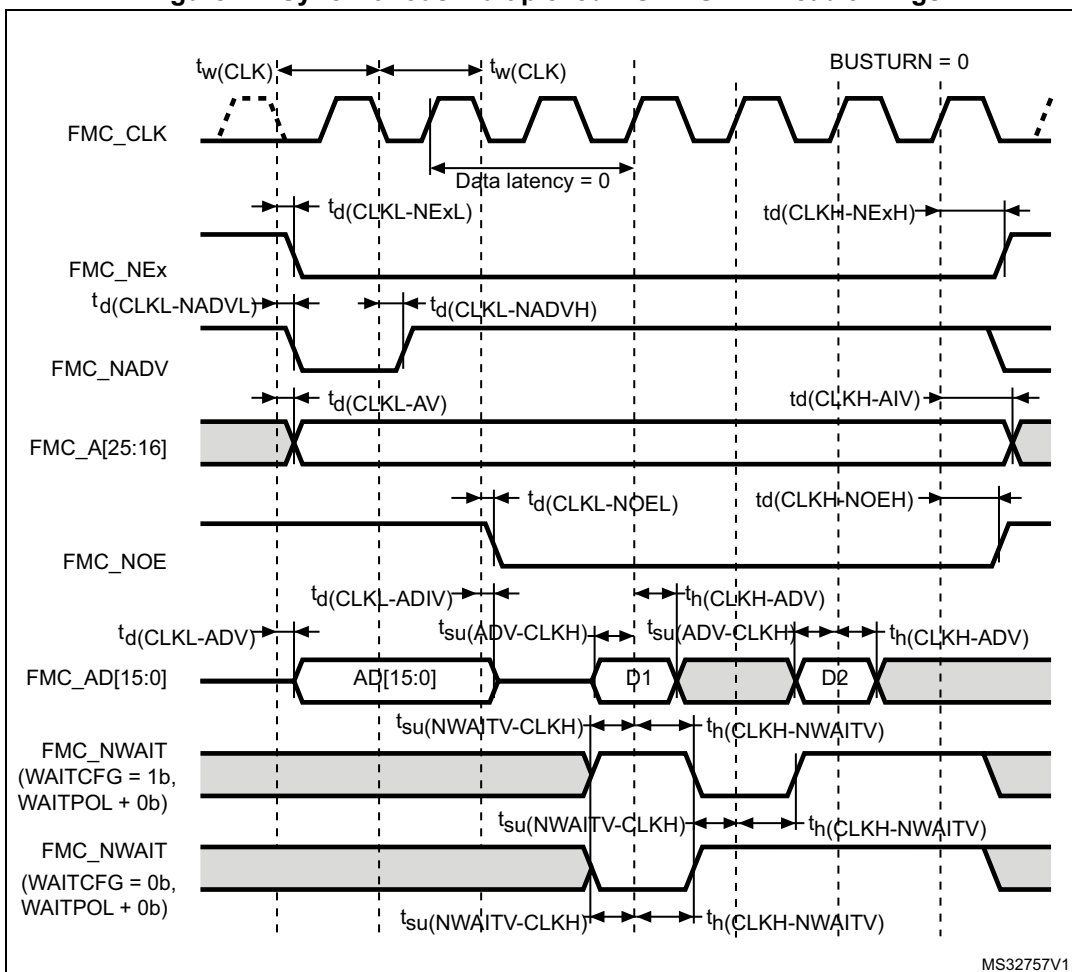 tw(CLK) tw(CLK) BUSTURN = 0
FMC_CLK
Data latency = 0
td(CLKL-NExL) td(CLKH-NExH)
FMC_NEx
td(CLKL-NADVL) td(CLKL-NADVH)
FMC_NADV
td(CLKL-AV) td(CLKH-AIV)
FMC_A[25:16]
td(CLKL-NOEL) td(CLKH-NOEH)
FMC_NOE
td(CLKL-ADIV) th(CLKH-ADV)
td(CLKL-ADV) tsu(ADV-CLKH) tsu(ADV-CLKH) th(CLKH-ADV)
FMC_AD[15:0] AD[15:0] D1 D2
tsu(NWAITV-CLKH) th(CLKH-NWAITV)
FMC_NWAIT
(WAITCFG = 1b,
WAITPOL + 0b)
tsu(NWAITV-CLKH) th(CLKH-NWAITV)
FMC_NWAIT
(WAITCFG = 0b,
WAITPOL + 0b)
tsu(NWAITV-CLKH) th(CLKH-NWAITV)
MS32757V1